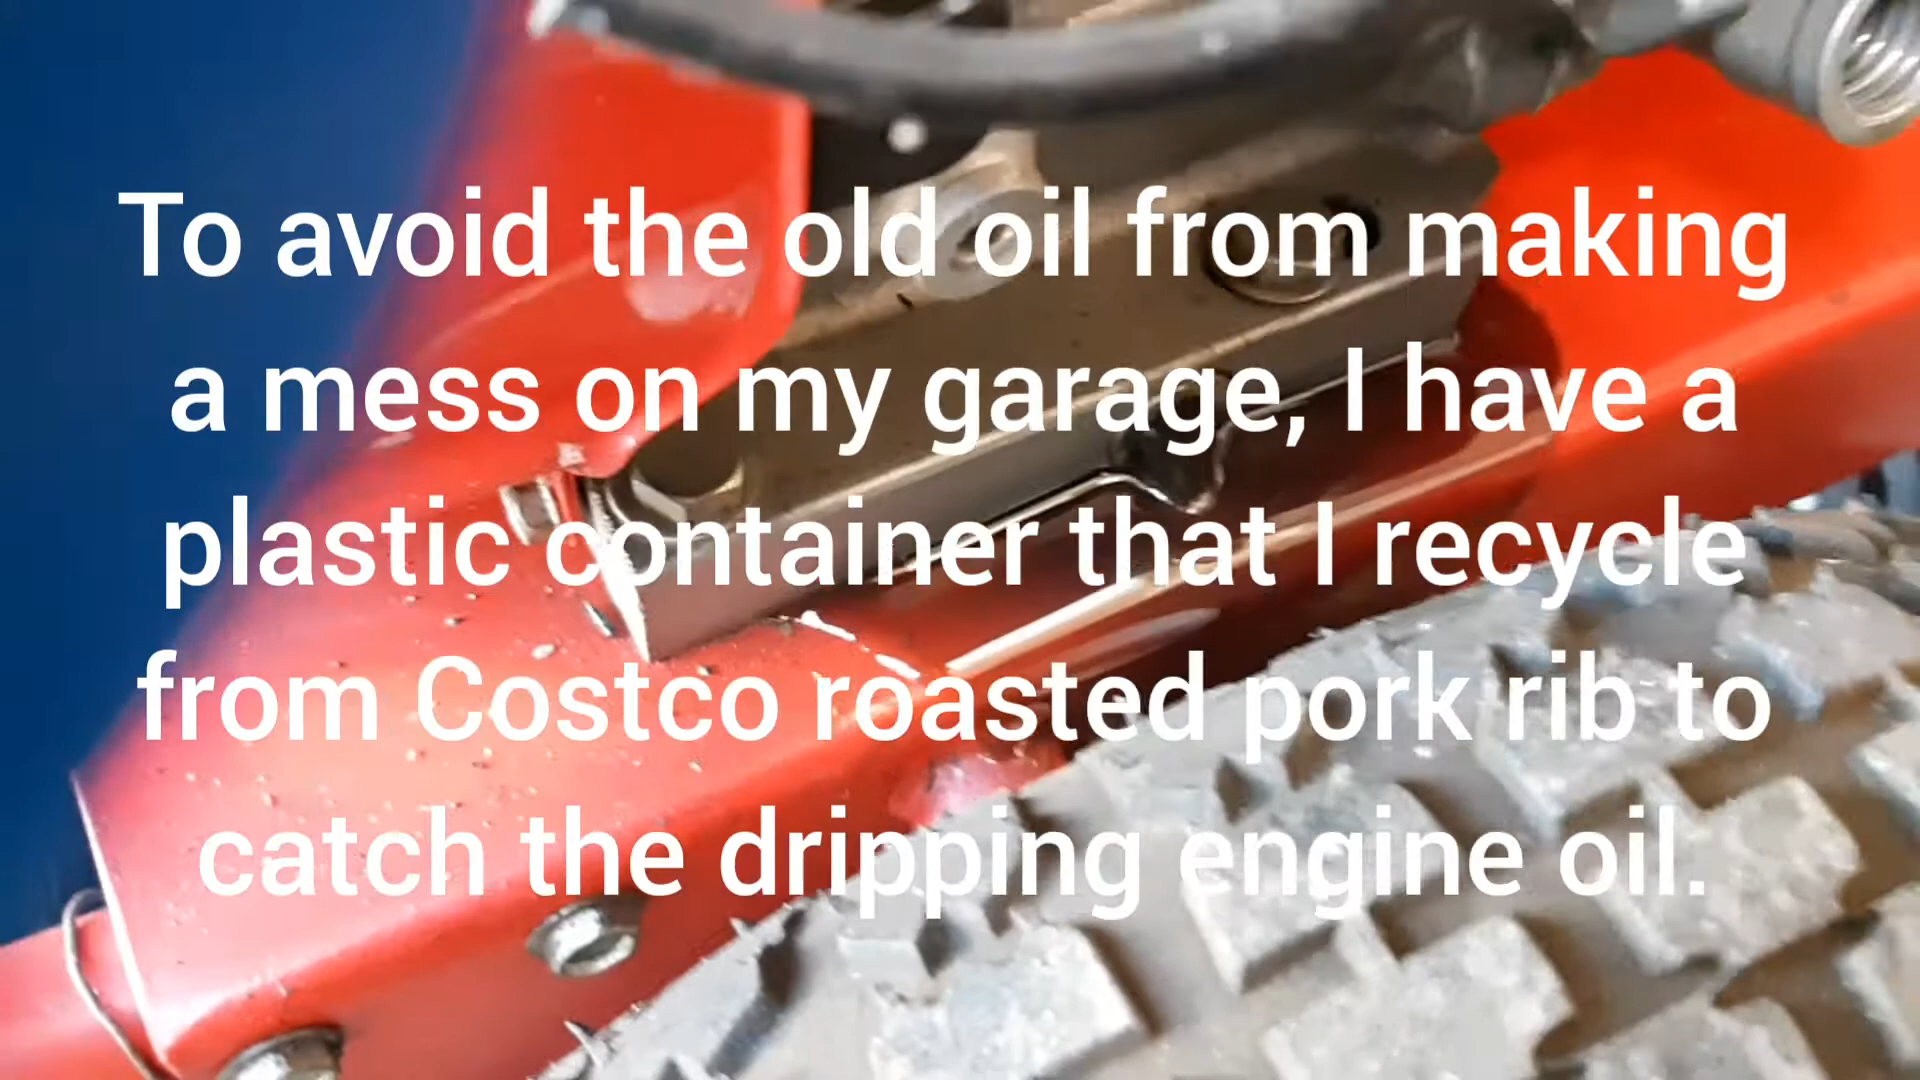 To avoid the old oil from making
a mess on my garage, I have a
plastic container that I recycle
from Costco roasted pork rib to
catch the dripping engine oil.